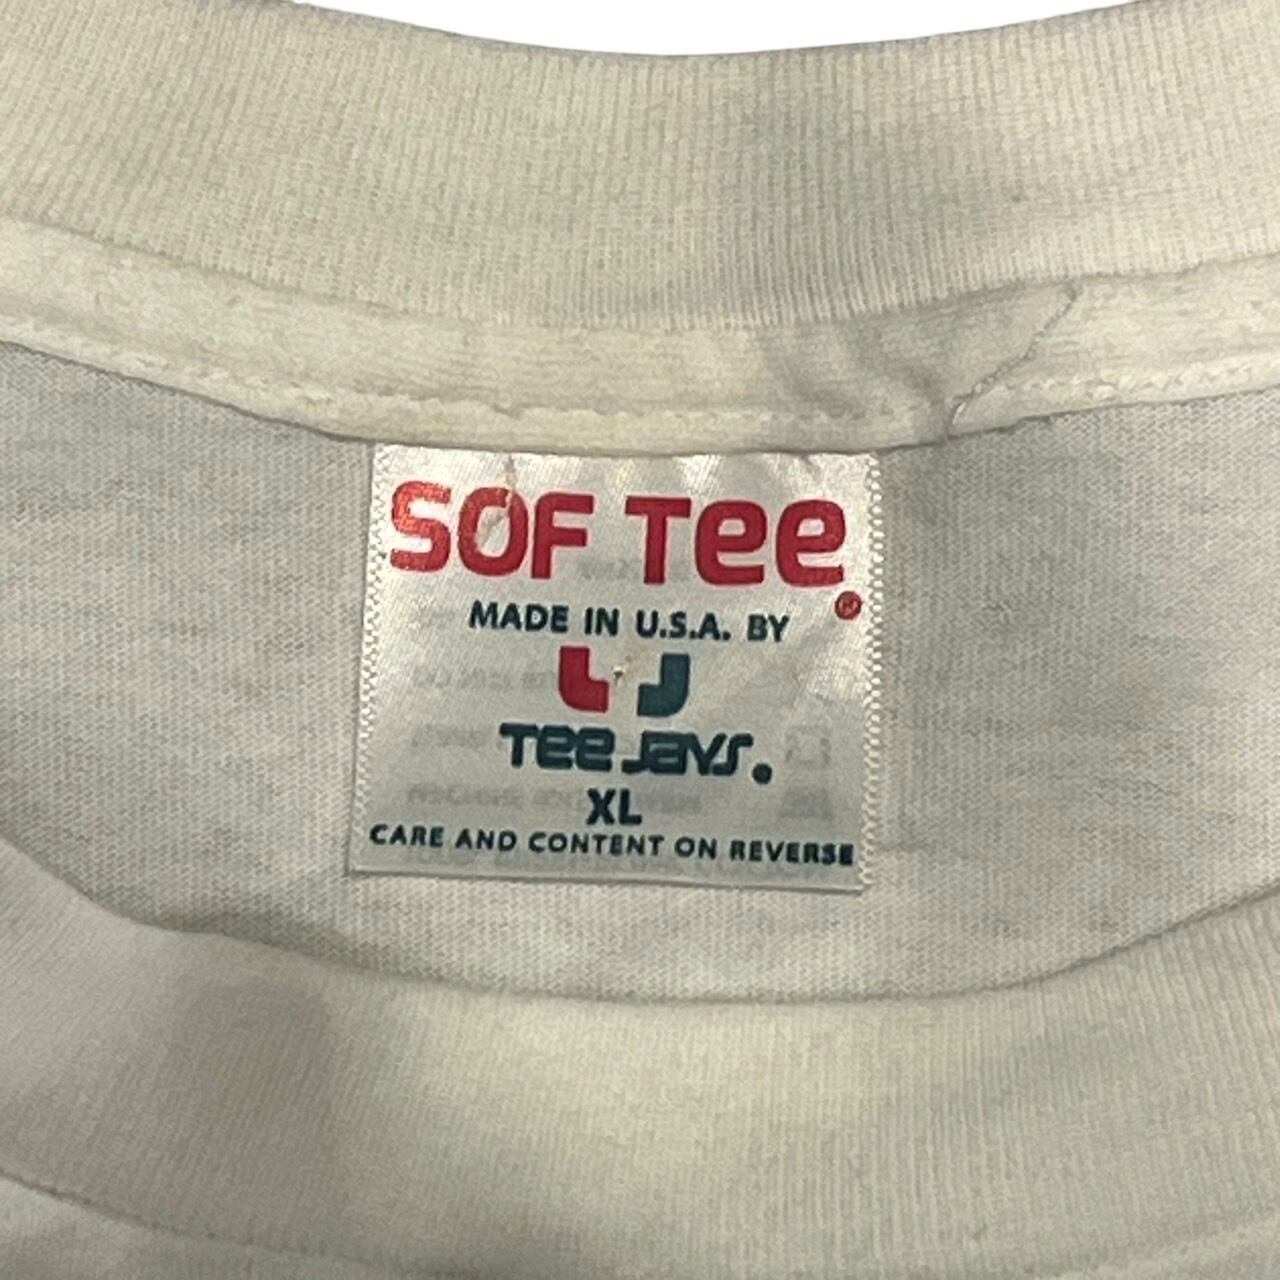 SOF TEE®
MADE IN U.S.A. BY
TEE JAYS.
XL
CARE AND CONTENT ON REVERSE